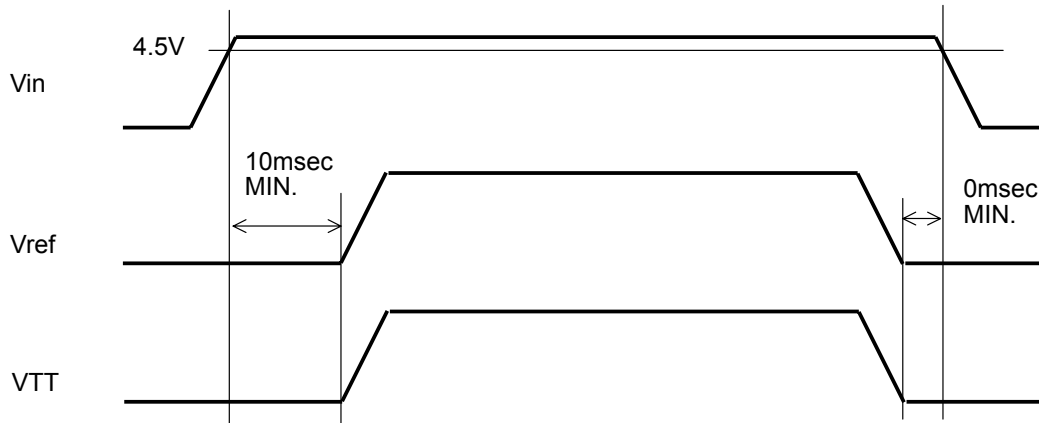 4.5V
Vin
10msec
MIN.
0msec
MIN.
Vref
VTT